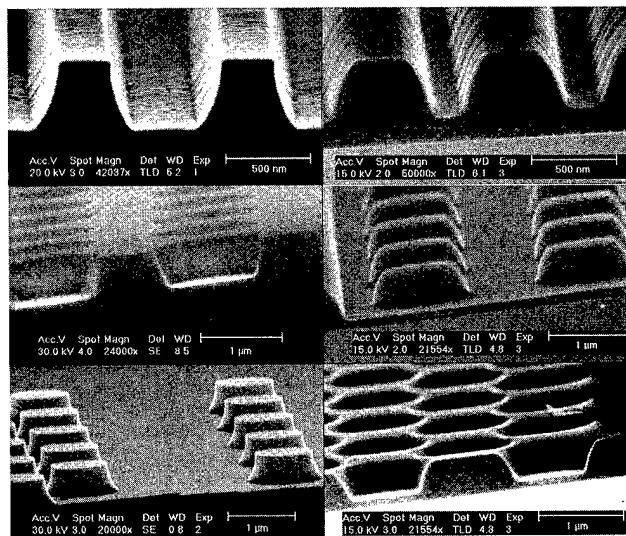 Acc.V Spot Magn Det WD Exp
20.0 kV 3.0 42037x TLD 5.2 1
500 nm
Acc.V Spot Magn Det WD Exp
15.0 kV 2.0 50000x TLD 6.1 3
500 nm
Acc.V Spot Magn Det WD
30.0 kV 4.0 24000x SE 8.5
1 µm
Acc.V Spot Magn Det WD Exp
15.0 kV 2.0 21554x TLD 4.8 3
1 µm
Acc.V Spot Magn Det WD Exp
30.0 kV 3.0 20000x SE 0.8 2
1 µm
Acc.V Spot Magn Det WD Exp
15.0 kV 3.0 21554x TLD 4.3 3
1 µm